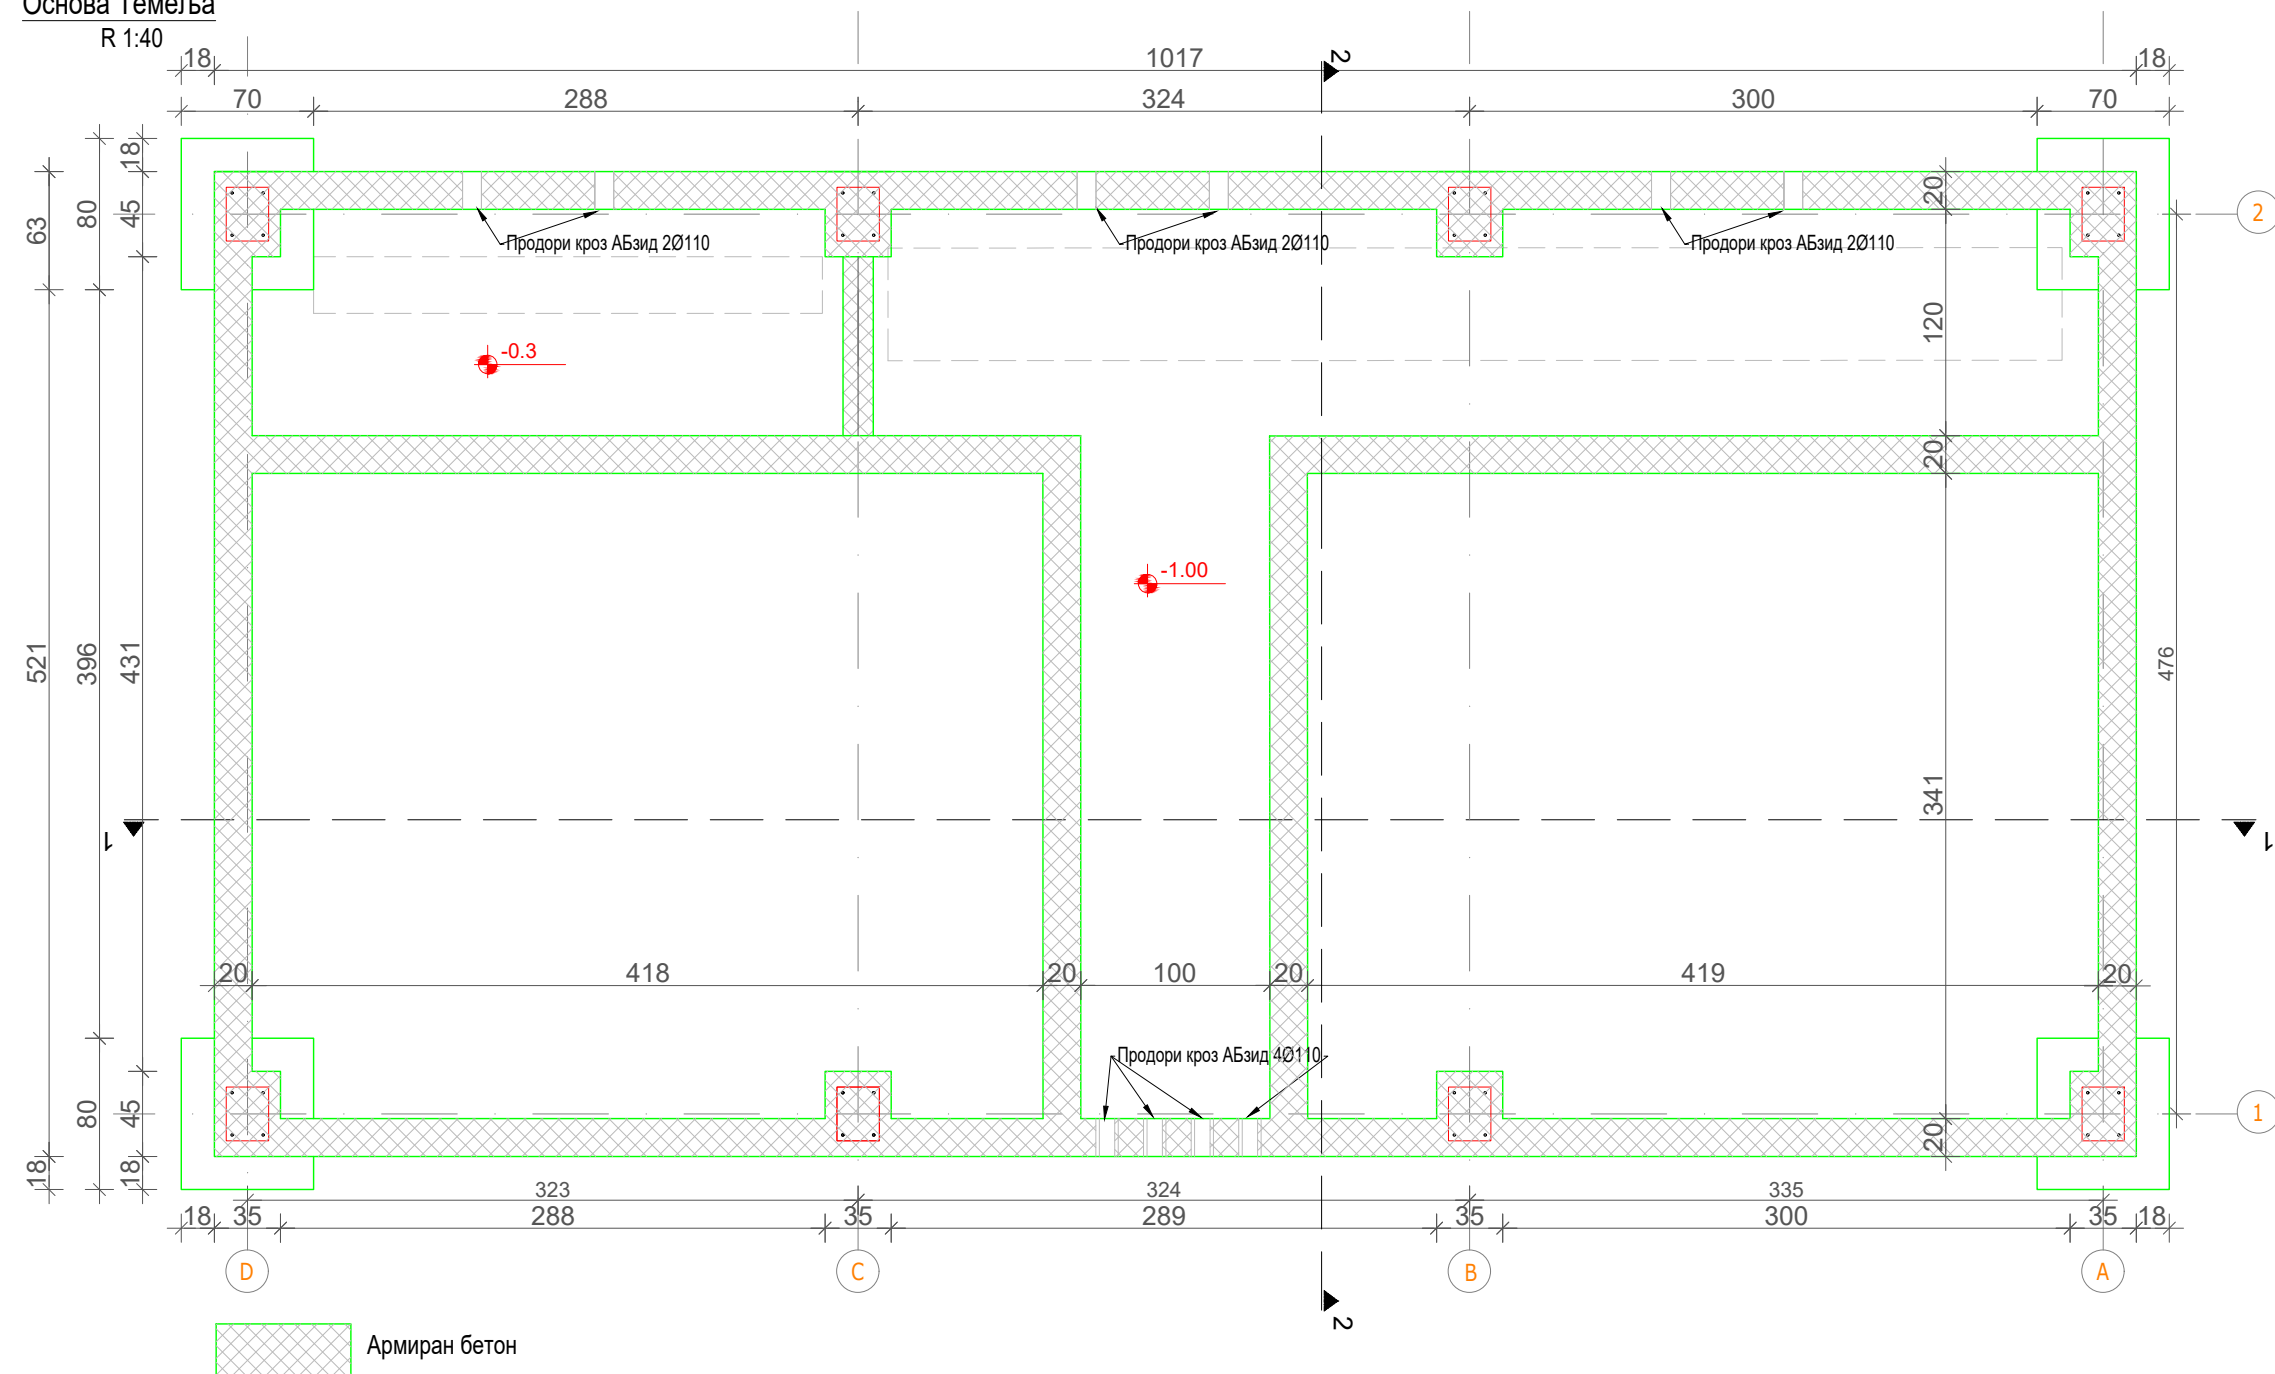 Основа Темеља
R 1:40
18 1017 18
70 288 324 300 70
2
63 80 18 45
20
2
Продори кроз АБзид 2Ø110
Продори кроз АБзид 2Ø110
Продори кроз АБзид 2Ø110
-0.3
120
20
-1.00
521 396 431
476
341
1
1
20 418 20 100 20 419 20
Продори кроз АБзид 4Ø110
80 45
20
1
18 18
323 324 335
18 35 288 35 289 35 300 35 18
D C B A
2
Армиран бетон